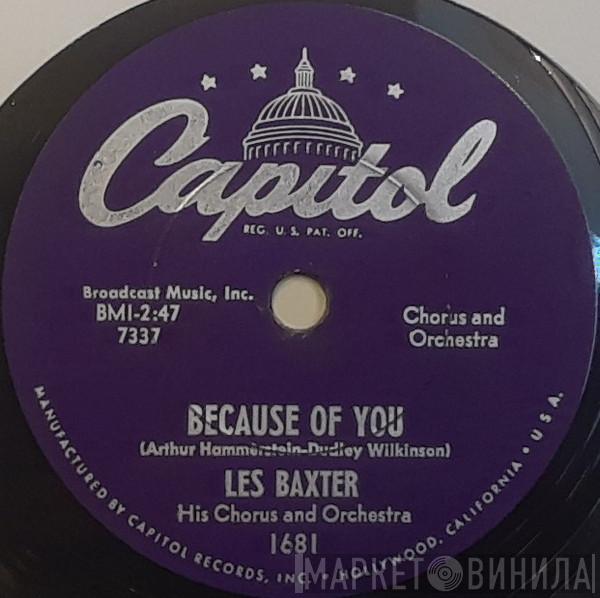 Capitol
REG. U.S. PAT. OFF.
Broadcast Music, Inc.
BMI-2:47
7337
Chorus and
Orchestra
BECAUSE OF YOU
(Arthur Hammerstein-Dudley Wilkinson)
LES BAXTER
His Chorus and Orchestra
1681
MANUFACTURED BY CAPITOL RECORDS, INC. • HOLLYWOOD, CALIFORNIA • U.S.A.
МАРКЕТ ВИНИЛА